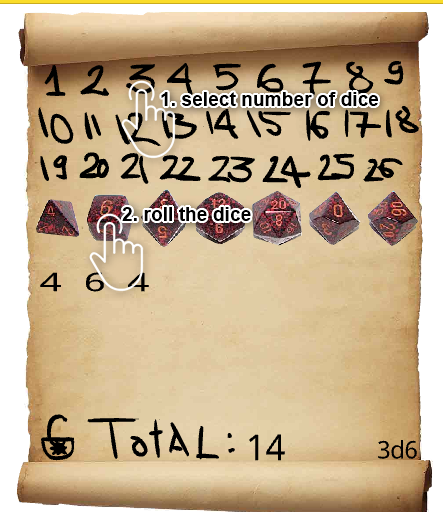 1 2 3 4 5 6 7 8 9
1. select number of dice
10 11 12 13 14 15 16 17 18
19 20 21 22 23 24 25 26
2. roll the dice
4 6 4
TotAL: 14
3d6